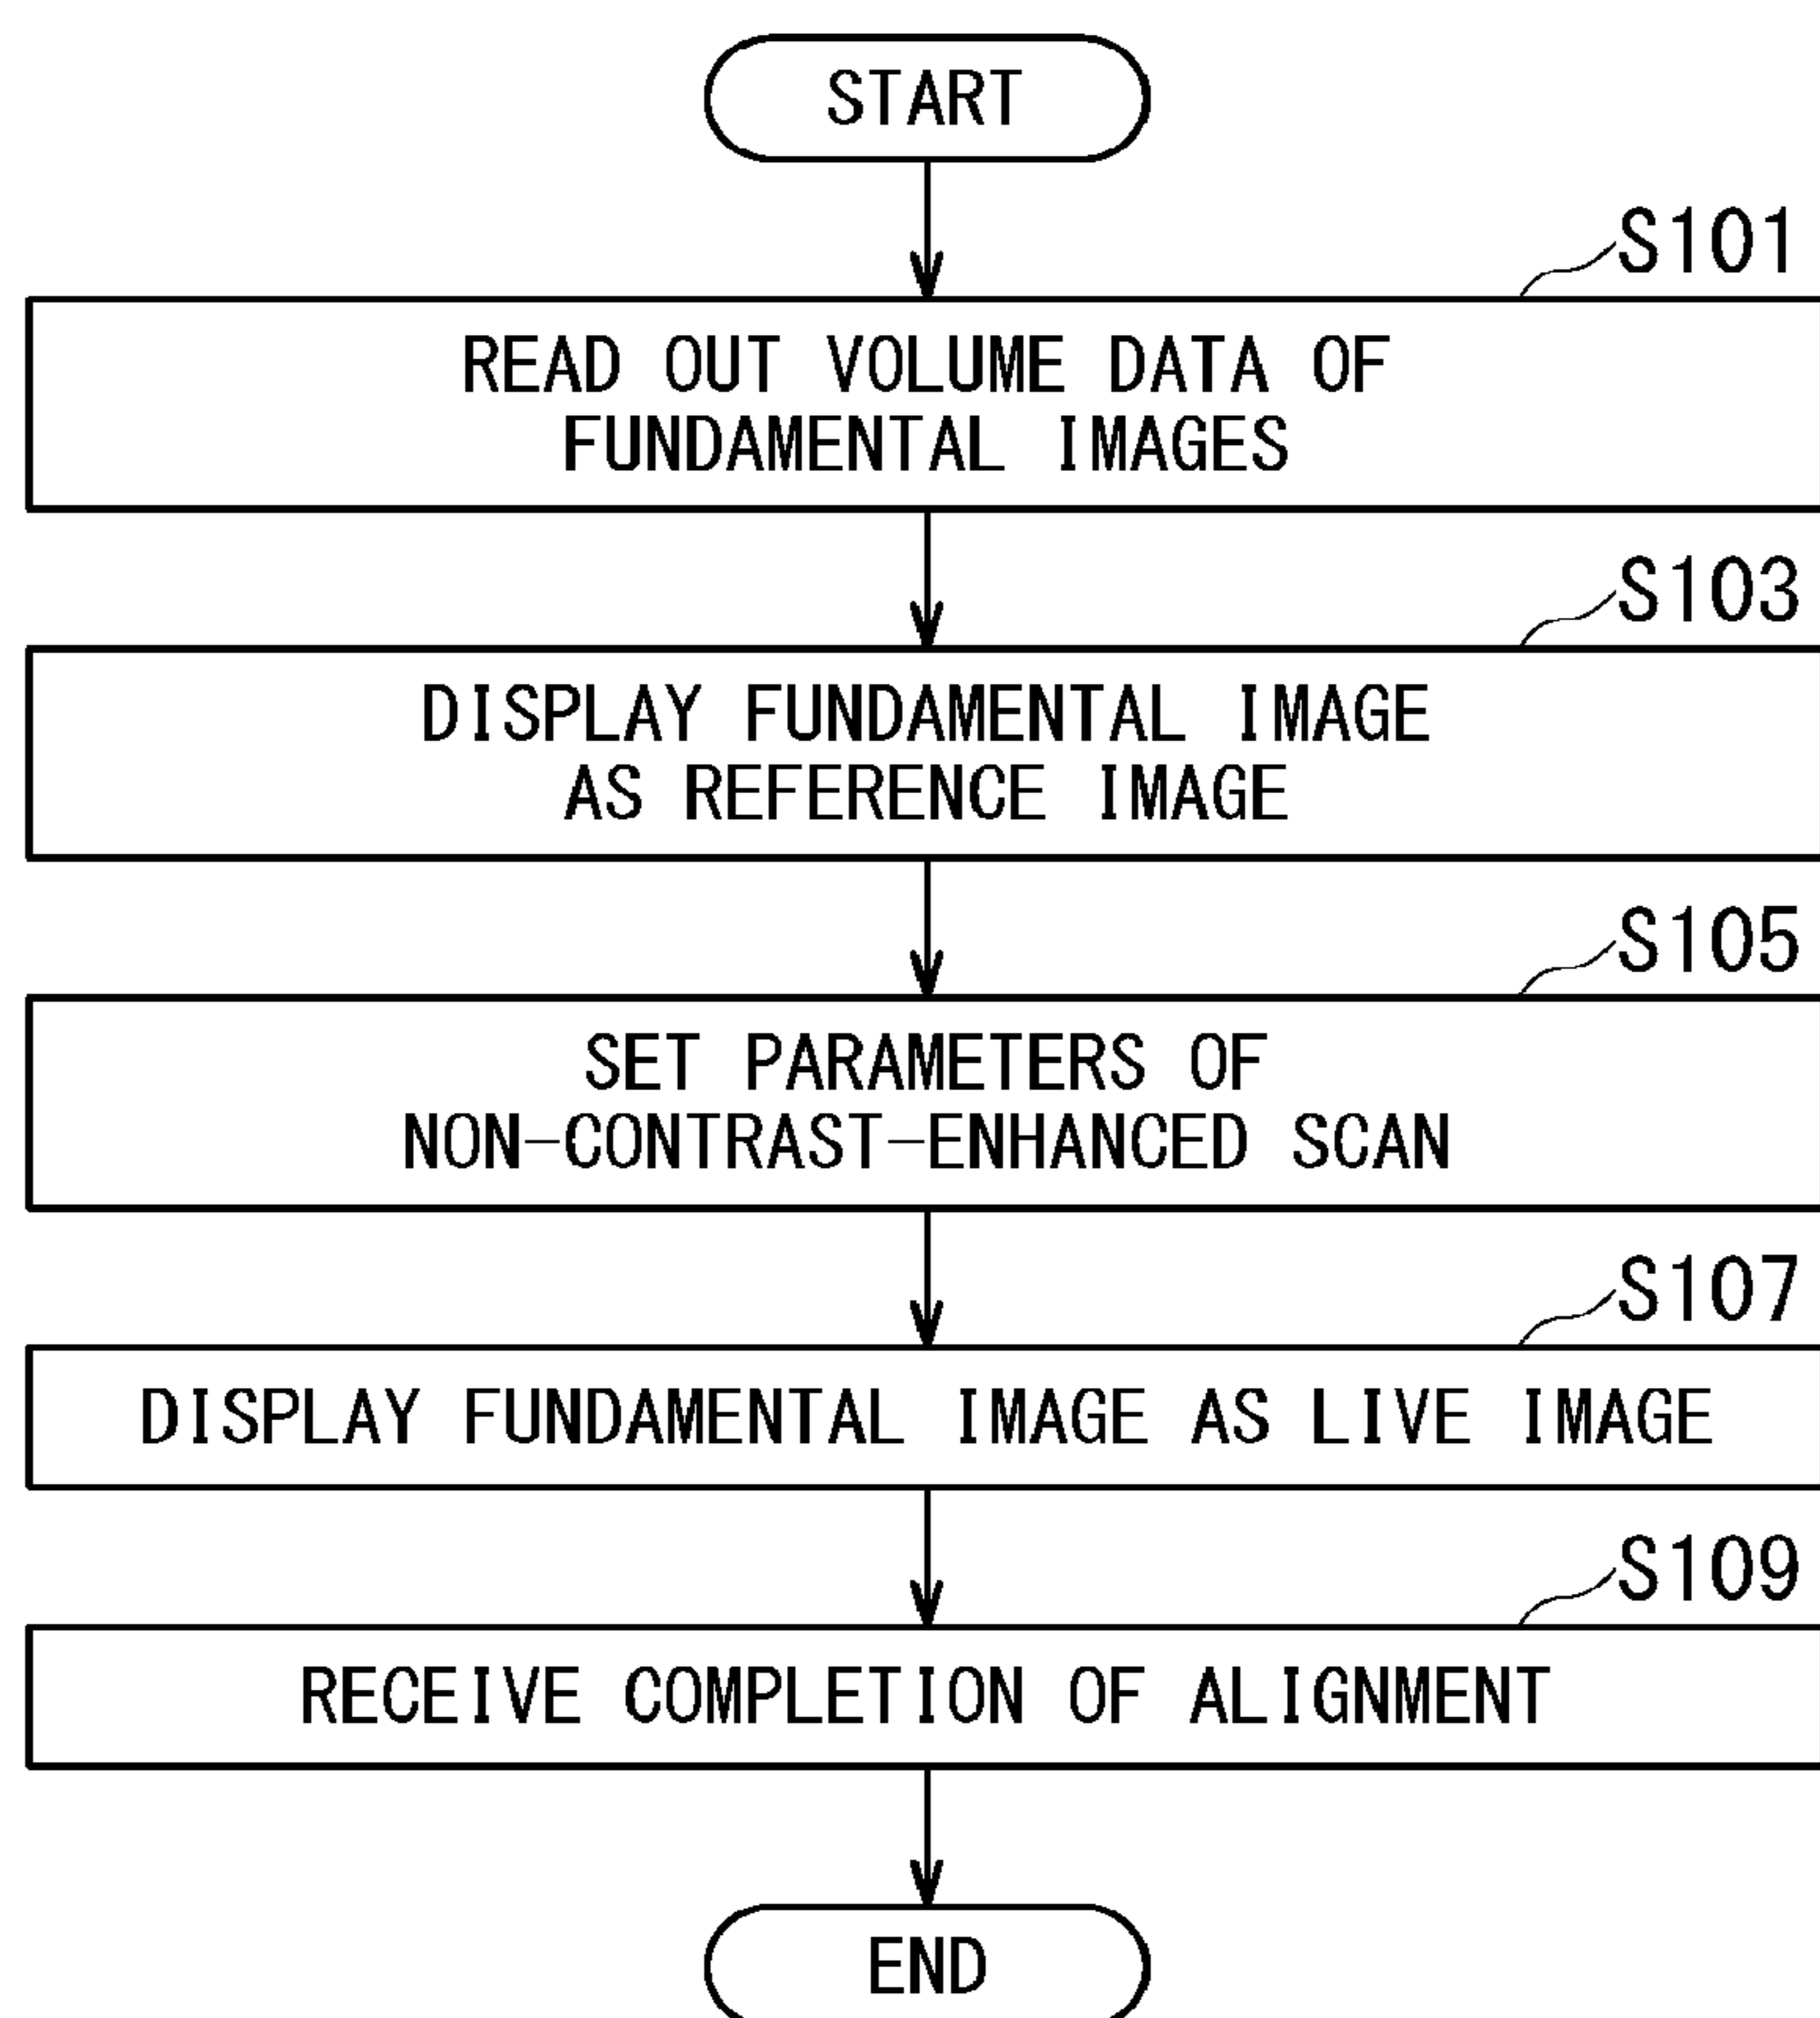 START
S101
READ OUT VOLUME DATA OF
FUNDAMENTAL IMAGES
S103
DISPLAY FUNDAMENTAL IMAGE
AS REFERENCE IMAGE
S105
SET PARAMETERS OF
NON-CONTRAST-ENHANCED SCAN
S107
DISPLAY FUNDAMENTAL IMAGE AS LIVE IMAGE
S109
RECEIVE COMPLETION OF ALIGNMENT
END